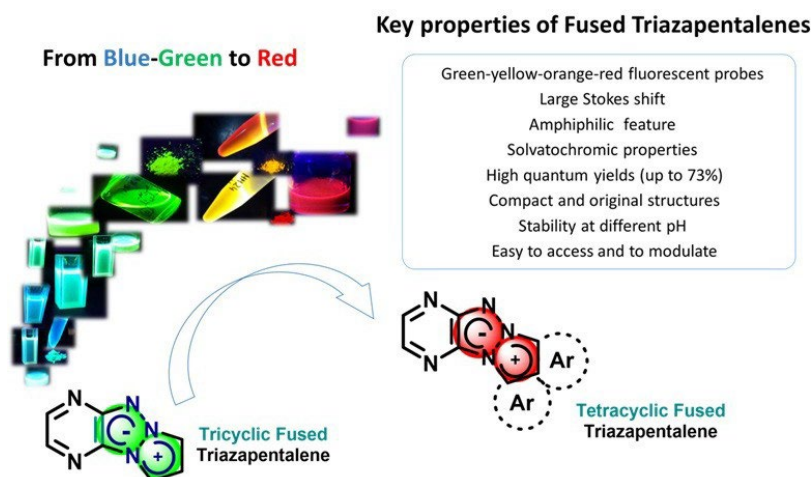 Key properties of Fused Triazapentalenes
From Blue-Green to Red
Green-yellow-orange-red fluorescent probes
Large Stokes shift
Amphiphilic feature
Solvatochromic properties
High quantum yields (up to 73%)
Compact and original structures
Stability at different pH
Easy to access and to modulate
N
N
N
N
N
-
+
Ar
Ar
Tetracyclic Fused
Triazapentalene
N
N
N
N
N
-
+
Tricyclic Fused
Triazapentalene